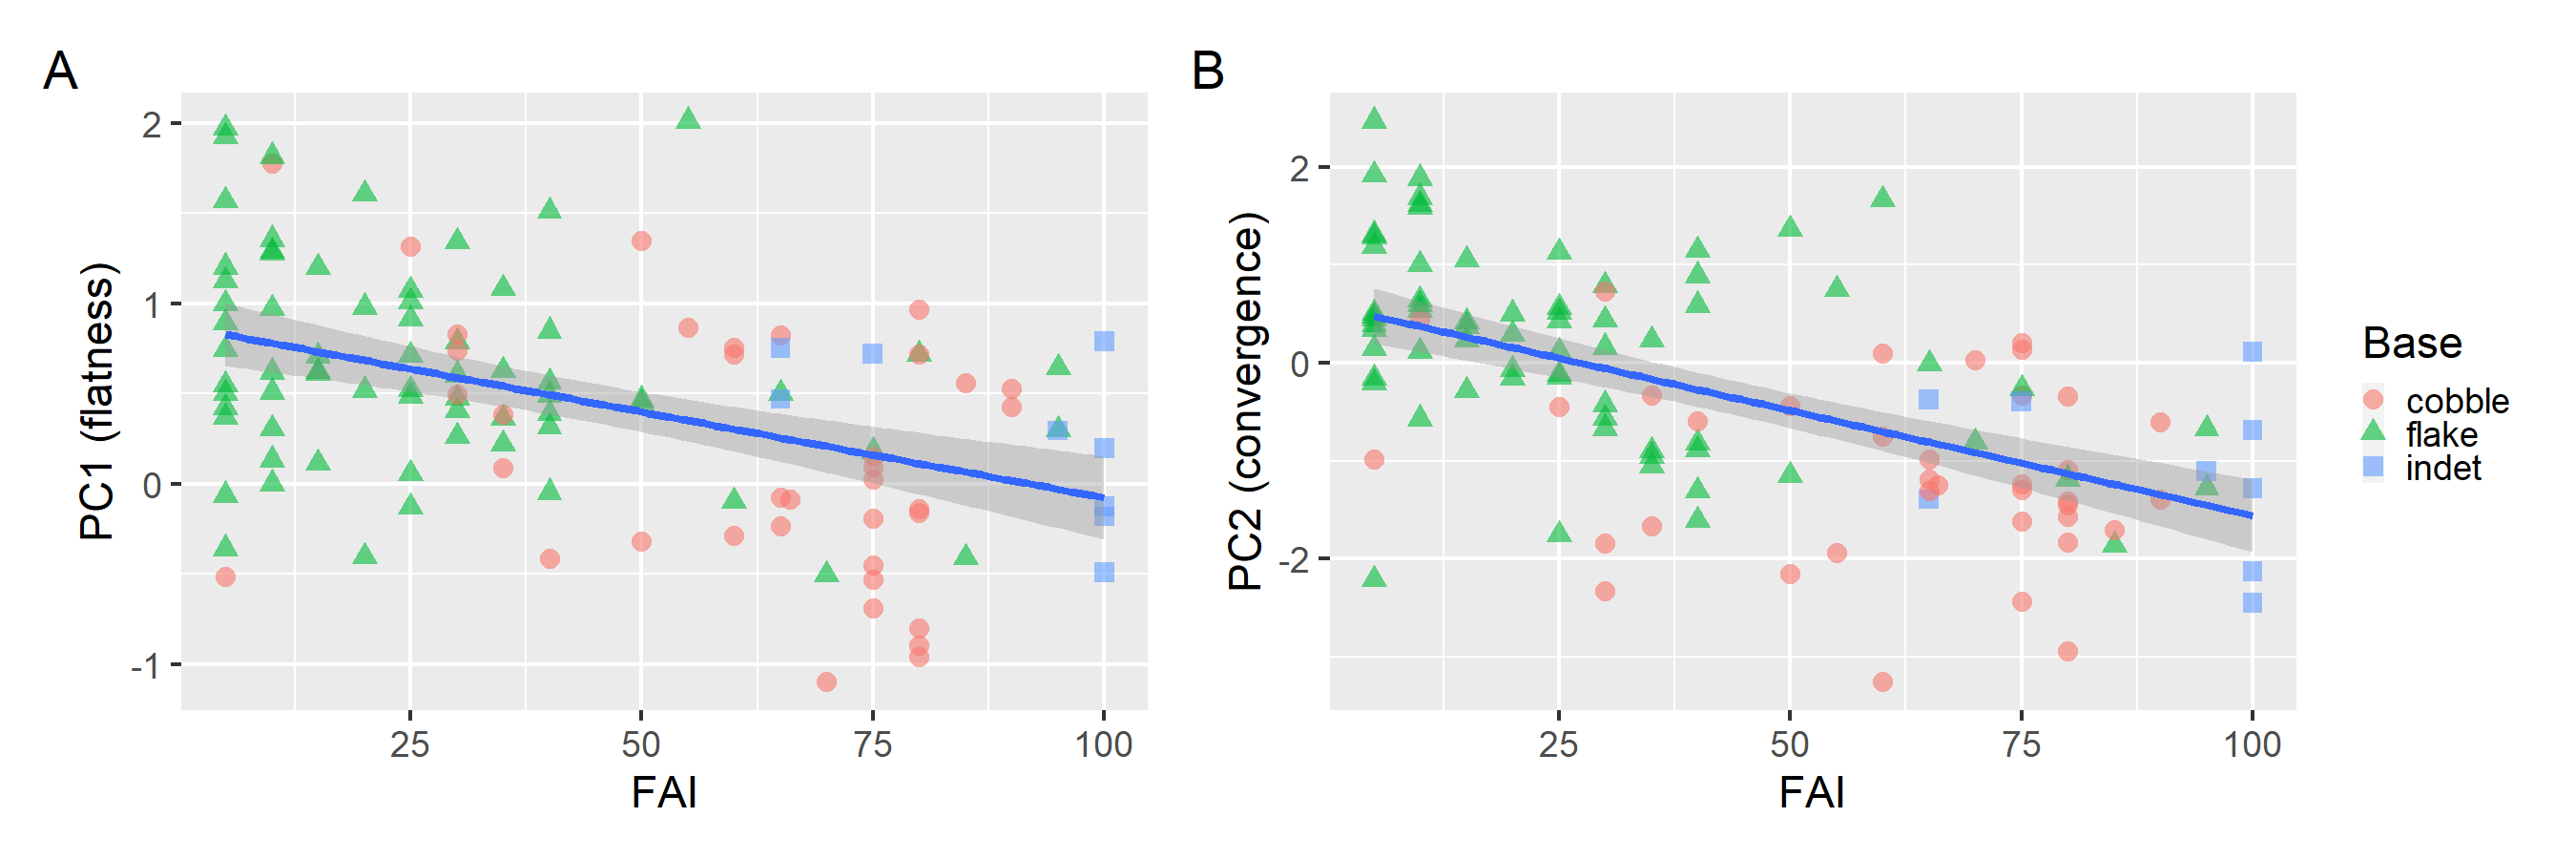 A
PC1 (flatness)
2
1
0
-1
25 50 75 100
FAI
B
PC2 (convergence)
2
0
-2
25 50 75 100
FAI
Base
cobble
flake
indet